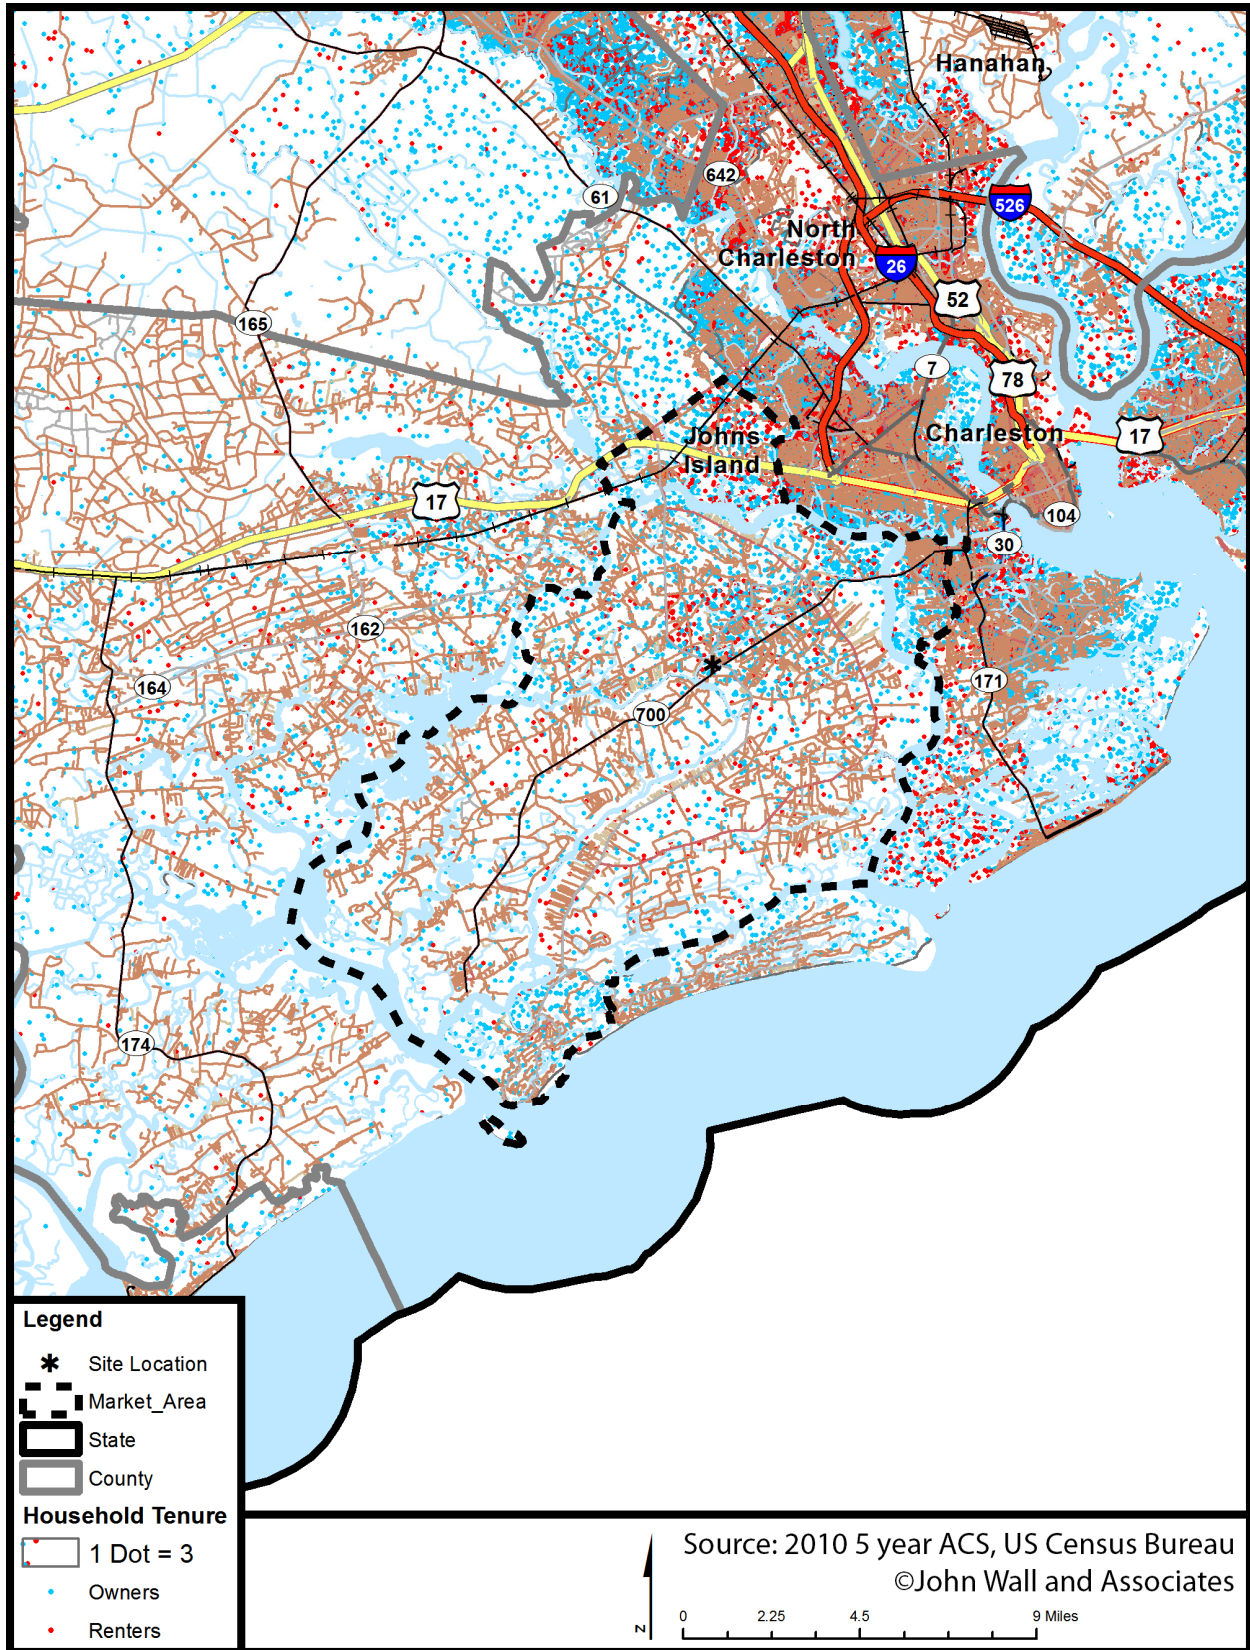 Hanahan
642
61
526
North
Charleston
26
52
165
7
78
17
Charleston
Johns
Island
17
104
30
162
171
164
700
174
Legend
Site Location
Market_Area
State
County
Household Tenure
1 Dot = 3
Owners
Renters
Source: 2010 5 year ACS, US Census Bureau
©John Wall and Associates
N
0 2.25 4.5 9 Miles